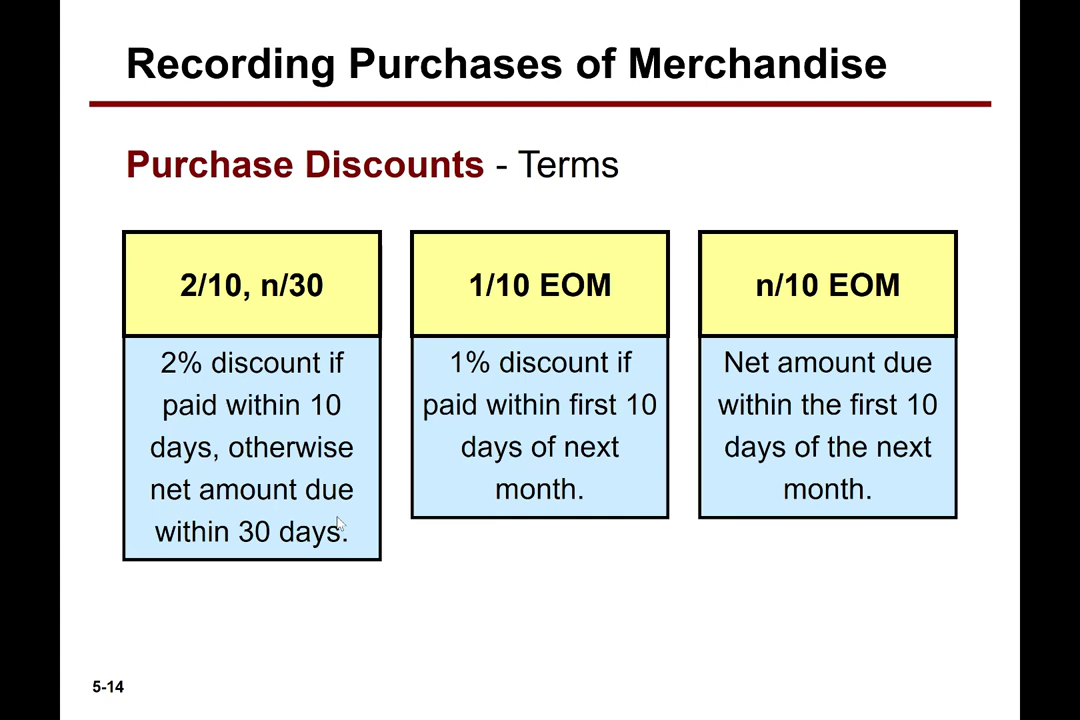 Recording Purchases of Merchandise
Purchase Discounts - Terms
2/10, n/30
2% discount if
paid within 10
days, otherwise
net amount due
within 30 days.
1/10 EOM
1% discount if
paid within first 10
days of next
month.
n/10 EOM
Net amount due
within the first 10
days of the next
month.
5-14